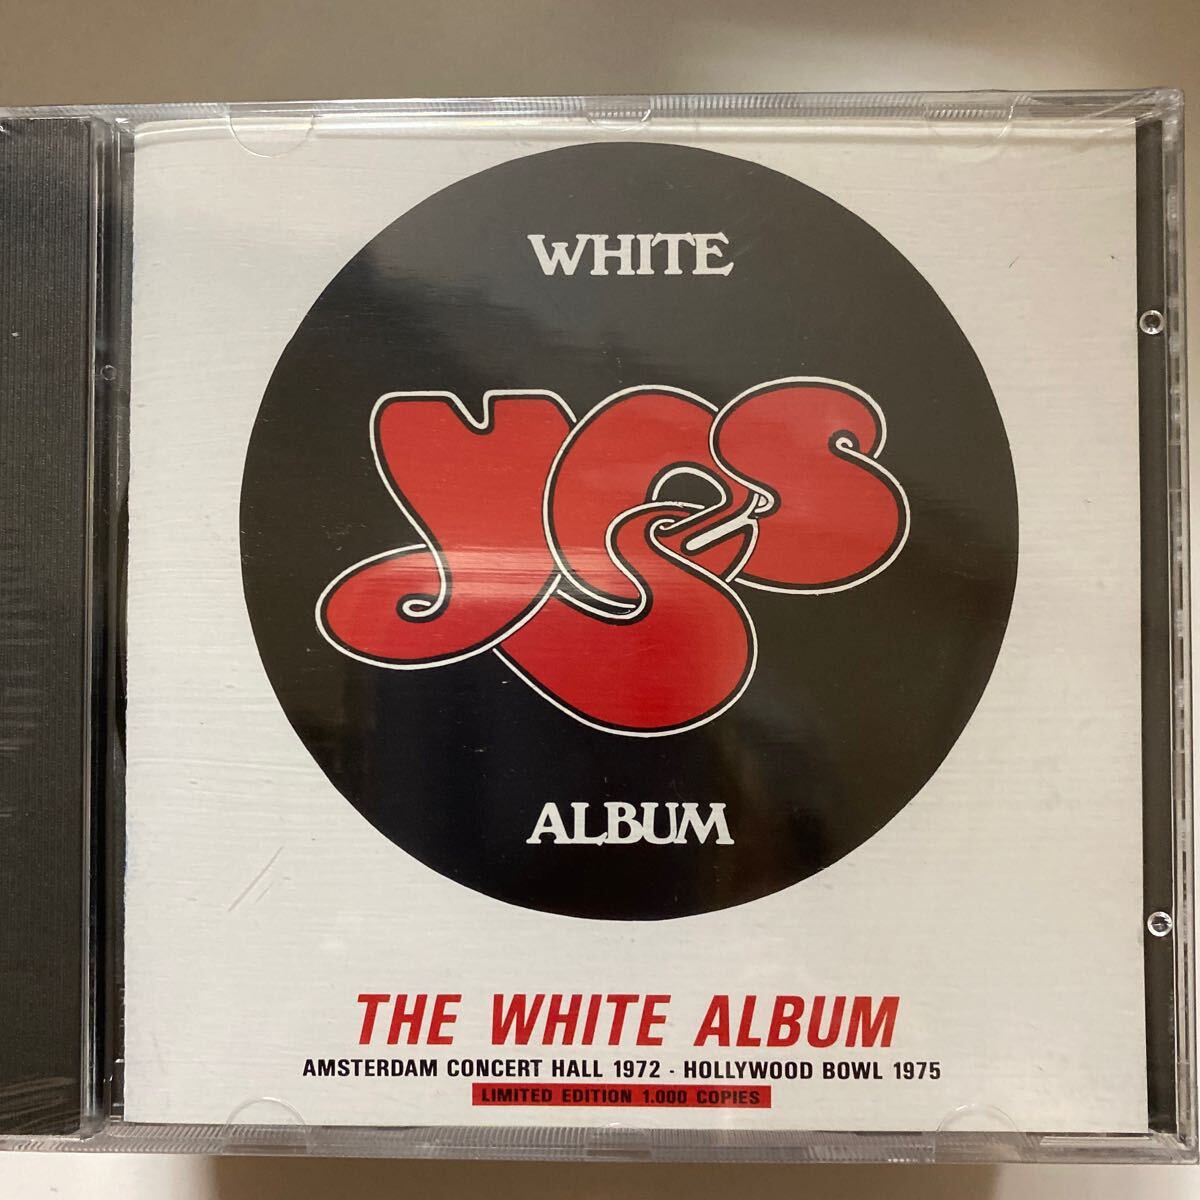 WHITE
YES
ALBUM
THE WHITE ALBUM
AMSTERDAM CONCERT HALL 1972 - HOLLYWOOD BOWL 1975
LIMITED EDITION 1.000 COPIES